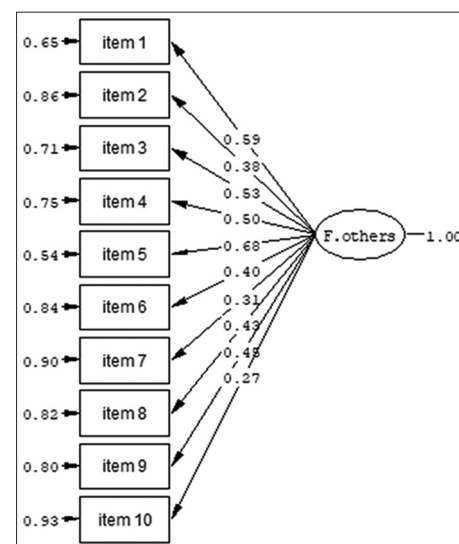 0.65 item 1
0.86 item 2
0.59
0.38
0.71 item 3
0.53
0.75 item 4
0.50
F.others 1.00
0.54 item 5
0.68
0.40
0.84 item 6
0.31
0.43
0.90 item 7
0.45
0.27
0.82 item 8
0.80 item 9
0.93 item 10